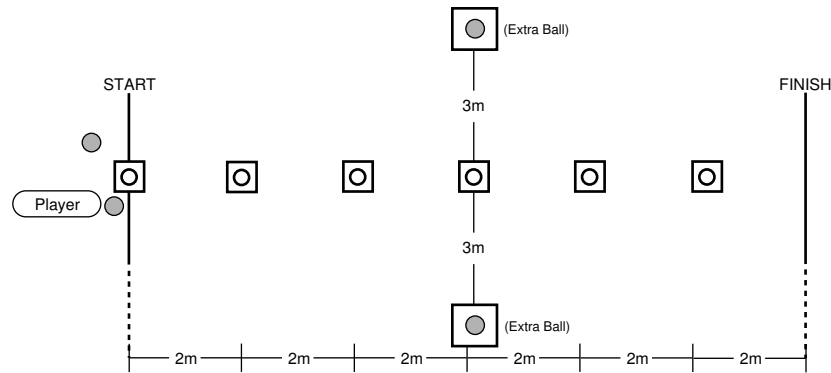 (Extra Ball)
START
FINISH
3m
Player
3m
(Extra Ball)
2m
2m
2m
2m
2m
2m